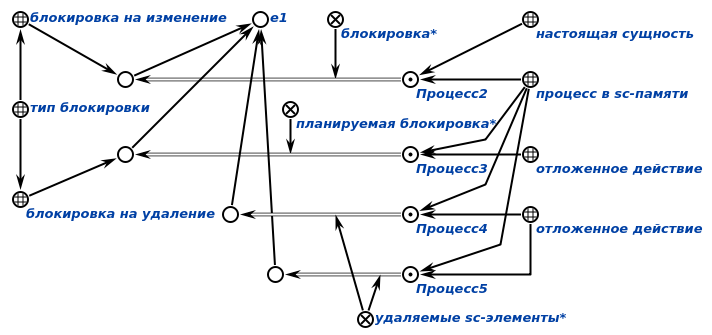 блокировка на изменение
e1
блокировка*
настоящая сущность
Процесс2
процесс в sc-памяти
тип блокировки
планируемая блокировка*
Процесс3
отложенное действие
блокировка на удаление
Процесс4
отложенное действие
Процесс5
удаляемые sc-элементы*